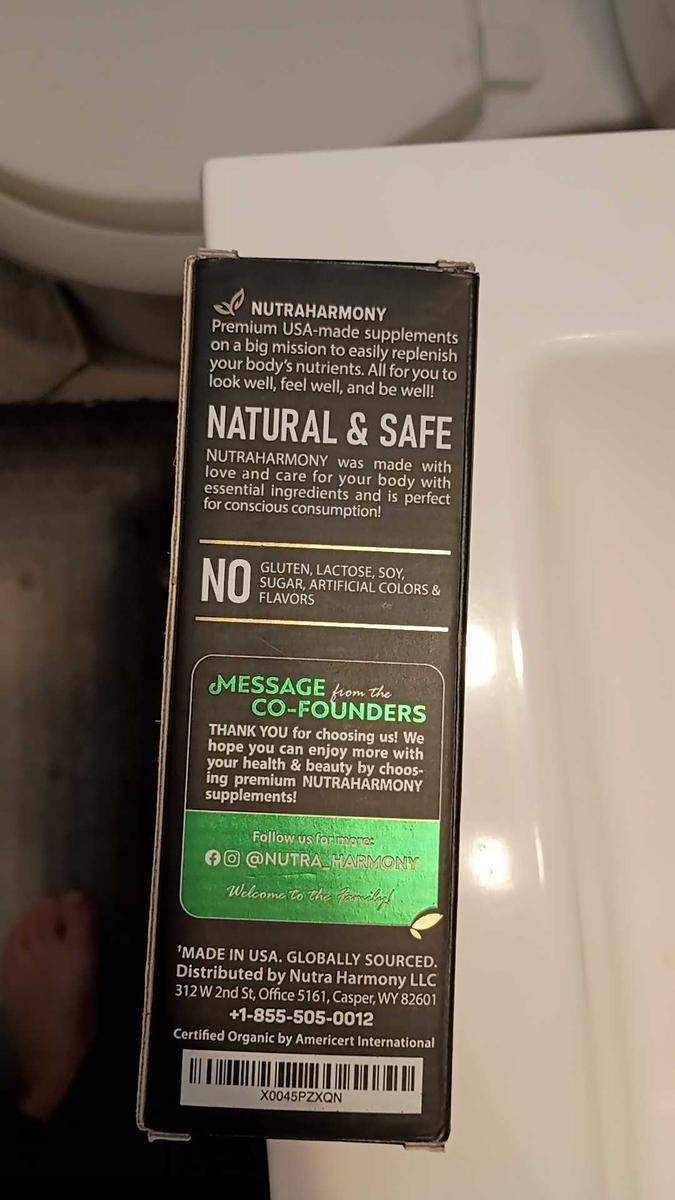 NUTRAHARMONY
Premium USA-made supplements
on a big mission to easily replenish
your body's nutrients. All for you to
look well, feel well, and be well!
NATURAL & SAFE
NUTRAHARMONY was made with
love and care for your body with
essential ingredients and is perfect
for conscious consumption!
NO GLUTEN, LACTOSE, SOY,
SUGAR, ARTIFICIAL COLORS &
FLAVORS
MESSAGE from the
CO-FOUNDERS
THANK YOU for choosing us! We
hope you can enjoy more with
your health & beauty by choos-
ing premium NUTRAHARMONY
supplements!
Follow us for more:
@NUTRA_HARMONY
Welcome to the Family!
†MADE IN USA. GLOBALLY SOURCED.
Distributed by Nutra Harmony LLC
312 W 2nd St, Office 5161, Casper, WY 82601
+1-855-505-0012
Certified Organic by Americert International
X0045PZXQN